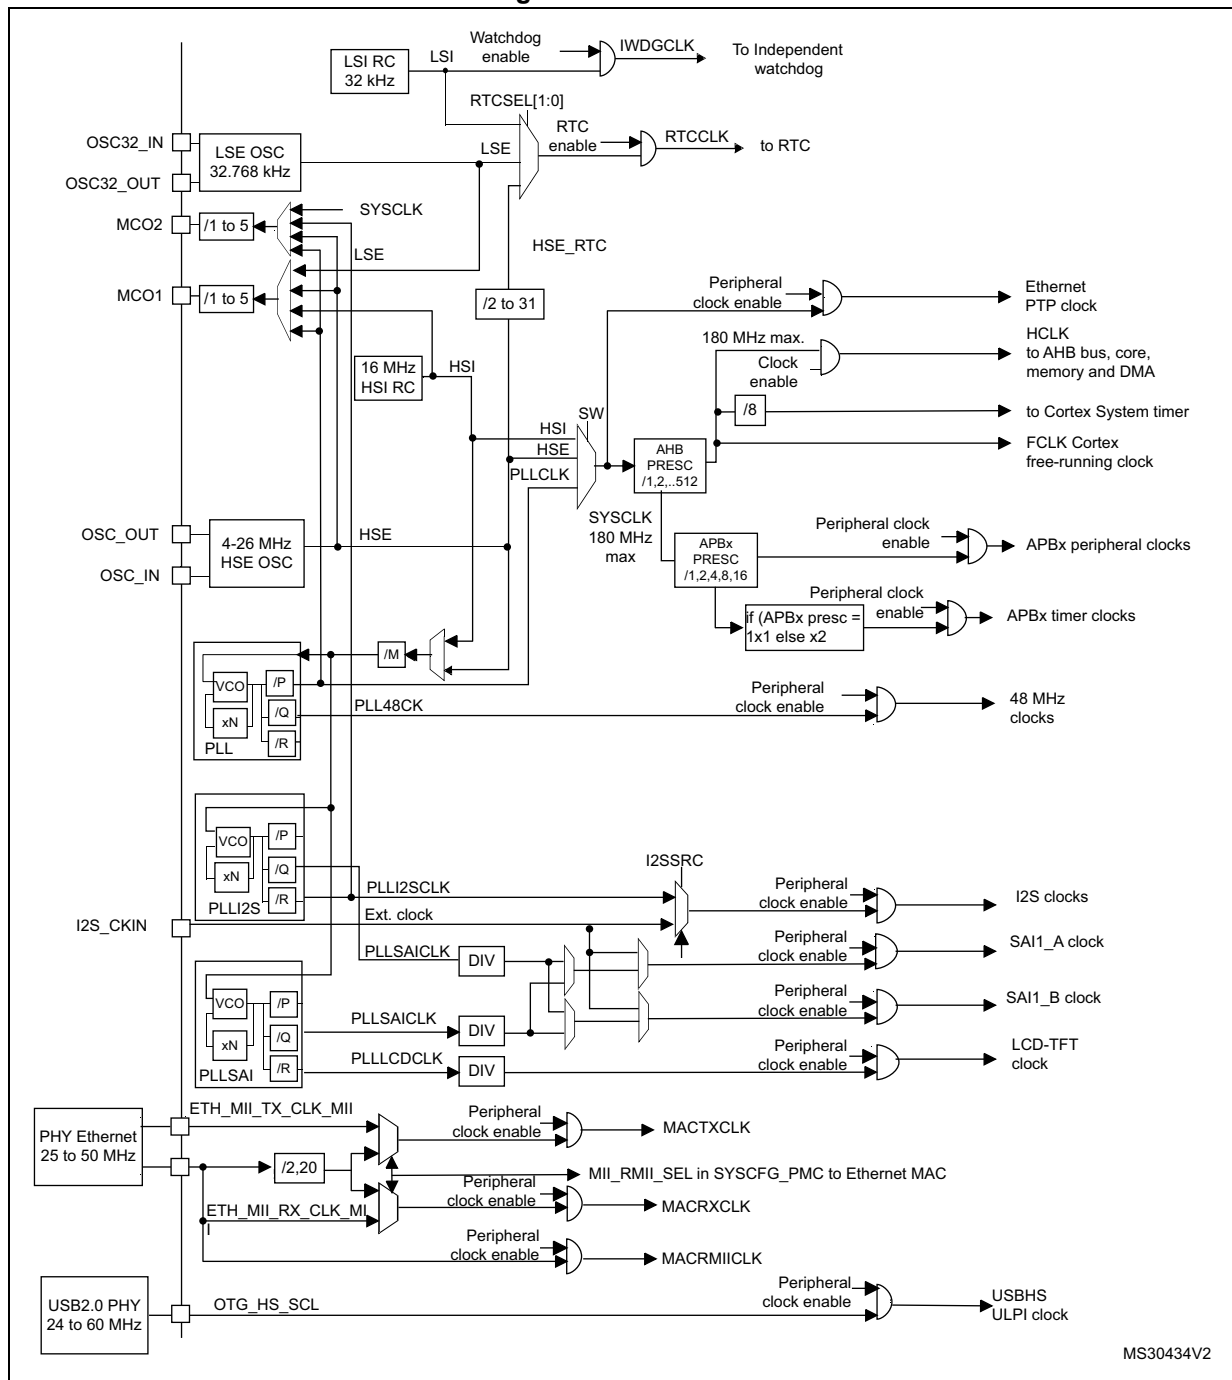 Watchdog
enable
IWDGCLK
To Independent
watchdog
LSI RC
32 kHz
LSI
RTCSEL[1:0]
OSC32_IN
OSC32_OUT
LSE OSC
32.768 kHz
LSE
RTC
enable
RTCCLK
to RTC
MCO2
/1 to 5
SYSCLK
LSE
HSE_RTC
MCO1
/1 to 5
/2 to 31
Peripheral
clock enable
Ethernet
PTP clock
180 MHz max.
Clock
enable
HCLK
to AHB bus, core,
memory and DMA
16 MHz
HSI RC
HSI
/8
to Cortex System timer
SW
HSI
HSE
PLLCLK
AHB
PRESC
/1,2,..512
FCLK Cortex
free-running clock
SYSCLK
180 MHz
max
OSC_OUT
OSC_IN
4-26 MHz
HSE OSC
HSE
APBx
PRESC
/1,2,4,8,16
Peripheral clock
enable
APBx peripheral clocks
if (APBx presc =
1x1 else x2
Peripheral clock
enable
APBx timer clocks
/M
VCO
xN
/P
/Q
/R
PLL
PLL48CK
Peripheral
clock enable
48 MHz
clocks
VCO
xN
/P
/Q
/R
PLLI2S
I2SSRC
PLLI2SCLK
Peripheral
clock enable
I2S clocks
I2S_CKIN
Ext. clock
PLLSAICLK
DIV
Peripheral
clock enable
SAI1_A clock
VCO
xN
/P
/Q
/R
PLLSAI
PLLSAICLK
DIV
Peripheral
clock enable
SAI1_B clock
PLLLCDCLK
DIV
Peripheral
clock enable
LCD-TFT
clock
ETH_MII_TX_CLK_MII
PHY Ethernet
25 to 50 MHz
/2,20
Peripheral
clock enable
MACTXCLK
MII_RMII_SEL in SYSCFG_PMC to Ethernet MAC
ETH_MII_RX_CLK_MI
I
Peripheral
clock enable
MACRXCLK
Peripheral
clock enable
MACRMIICLK
USB2.0 PHY
24 to 60 MHz
OTG_HS_SCL
Peripheral
clock enable
USBHS
ULPI clock
MS30434V2